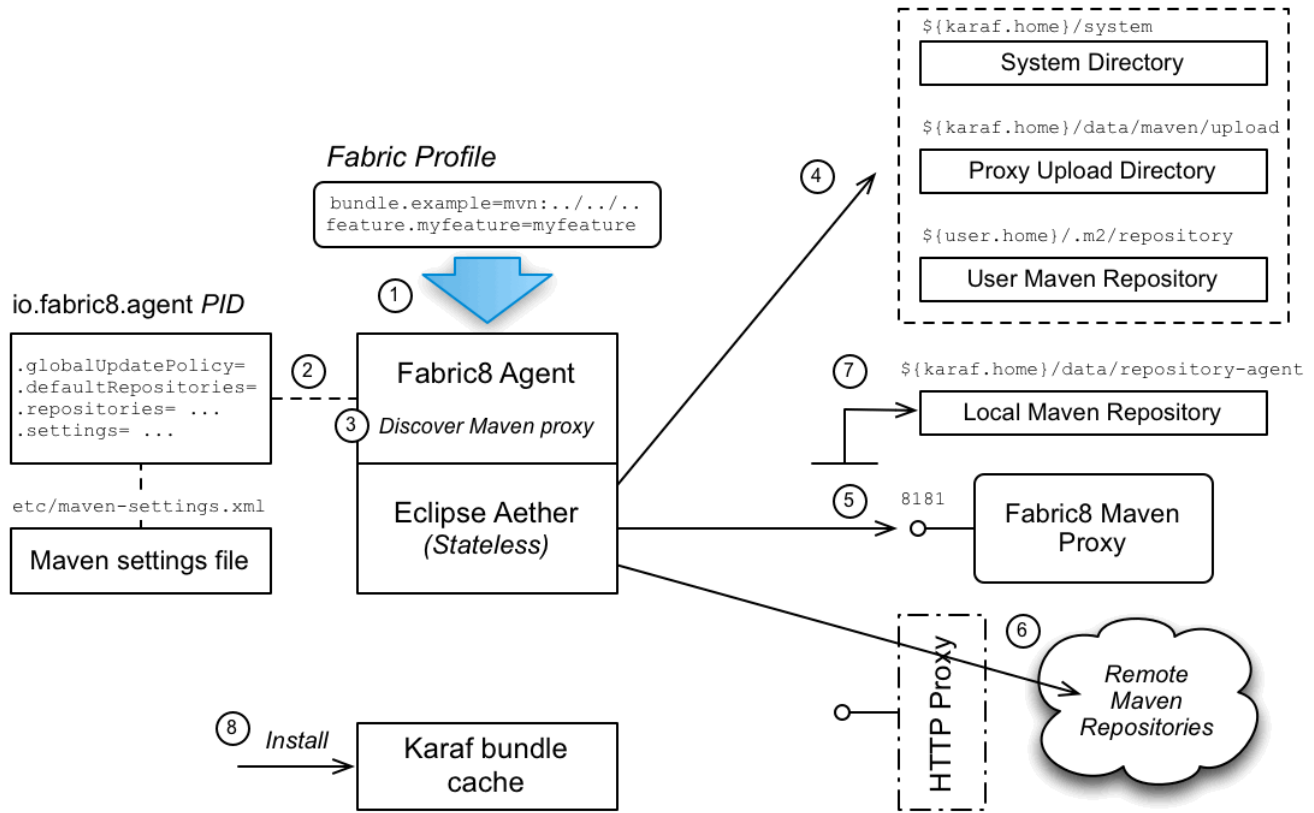 ${karaf.home}/system
System Directory
${karaf.home}/data/maven/upload
Proxy Upload Directory
${user.home}/.m2/repository
User Maven Repository
4
Fabric Profile
bundle.example=mvn:../../..
feature.myfeature=myfeature
1
io.fabric8.agent PID
.globalUpdatePolicy=
.defaultRepositories=
.repositories= ...
.settings= ...
2
Fabric8 Agent
3
Discover Maven proxy
7
${karaf.home}/data/repository-agent
Local Maven Repository
etc/maven-settings.xml
Maven settings file
Eclipse Aether
(Stateless)
5
8181
Fabric8 Maven
Proxy
6
HTTP Proxy
Remote
Maven
Repositories
8
Install
Karaf bundle
cache